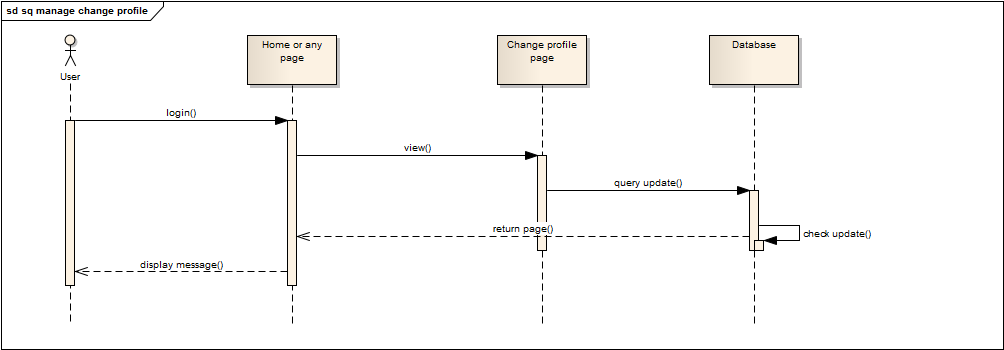 sd sq manage change profile
User
Home or any
page
Change profile
page
Database
login()
view()
query update()
return page()
check update()
display message()